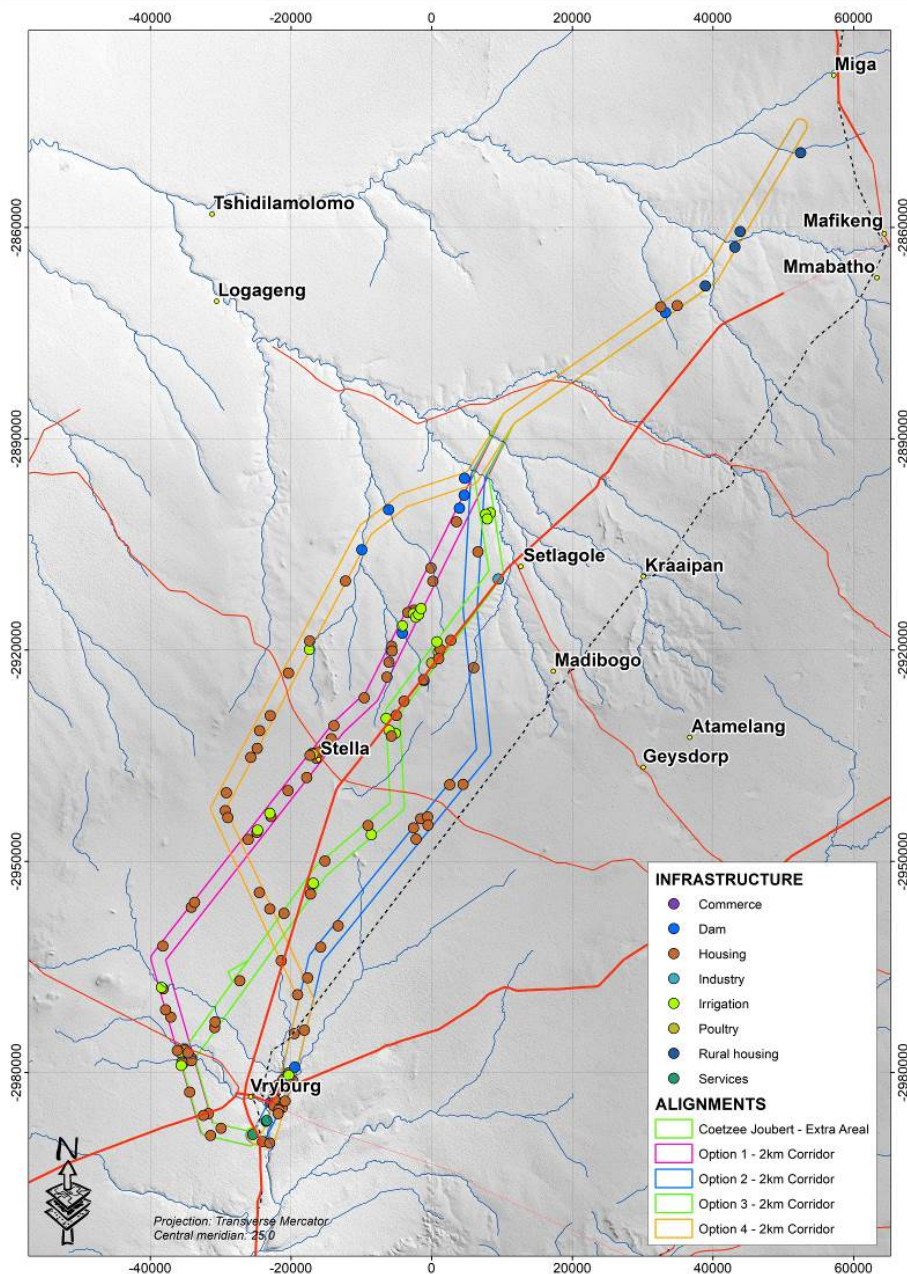 -40000
-20000
0
20000
40000
60000
Miga
Tshidilamolomo
Mafikeng
-2860000
-2860000
Mmabatho
Logageng
-2890000
-2890000
Setlagole
Kraaipan
-2920000
-2920000
Madibogo
Atamelang
Stella
Geysdorp
-2950000
-2950000
INFRASTRUCTURE
Commerce
Dam
Housing
Industry
Irrigation
Poultry
Rural housing
Services
-2980000
-2980000
Vryburg
ALIGNMENTS
Coetzee Joubert - Extra Areal
Option 1 - 2km Corridor
Option 2 - 2km Corridor
Option 3 - 2km Corridor
Option 4 - 2km Corridor
N
Projection: Transverse Mercator
Central meridian: 25.0
-40000
-20000
0
20000
40000
60000